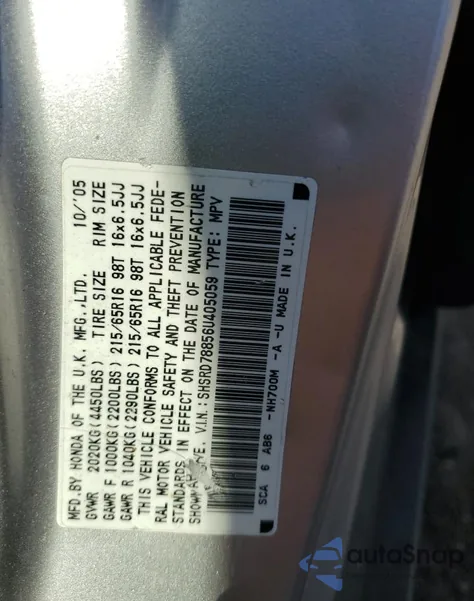 MFD.BY HONDA OF THE U.K. MFG.,LTD. 10/'05
GVWR 2020KG(4450LBS) TIRE SIZE RIM SIZE
GAWR F 1000KG(2200LBS) 215/65R16 98T 16x6.5JJ
GAWR R 1040KG(2290LBS) 215/65R16 98T 16x6.5JJ
THIS VEHICLE CONFORMS TO ALL APPLICABLE FEDE-
RAL MOTOR VEHICLE SAFETY AND THEFT PREVENTION
STANDARDS IN EFFECT ON THE DATE OF MANUFACTURE
SHOWN V.I.N.: SHSRD78856U405059 TYPE: MPV
SCA 6 AB6 -NH700M -A -U MADE IN U.K.
autoSnap